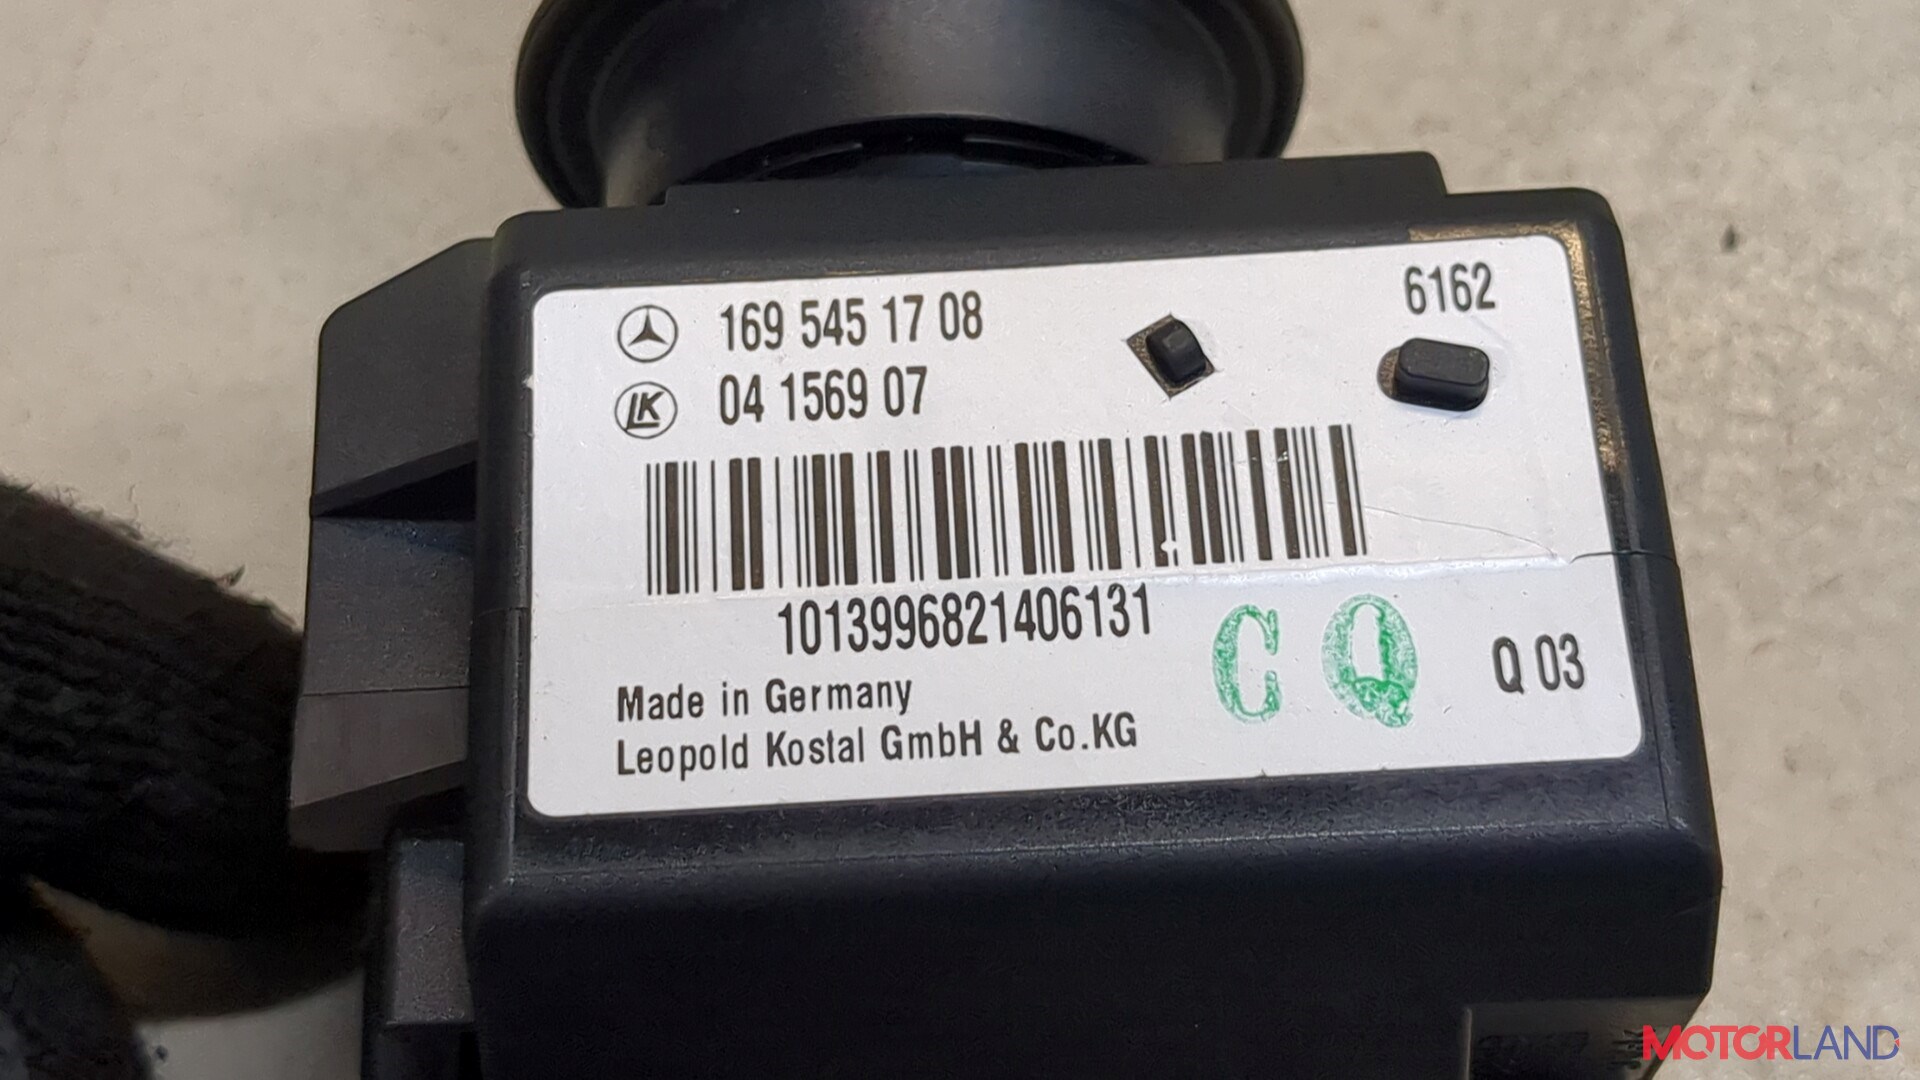 169 545 17 08
6162
LK
04 1569 07
1013996821406131
C Q
Q 03
Made in Germany
Leopold Kostal GmbH & Co.KG
MOTORLAND